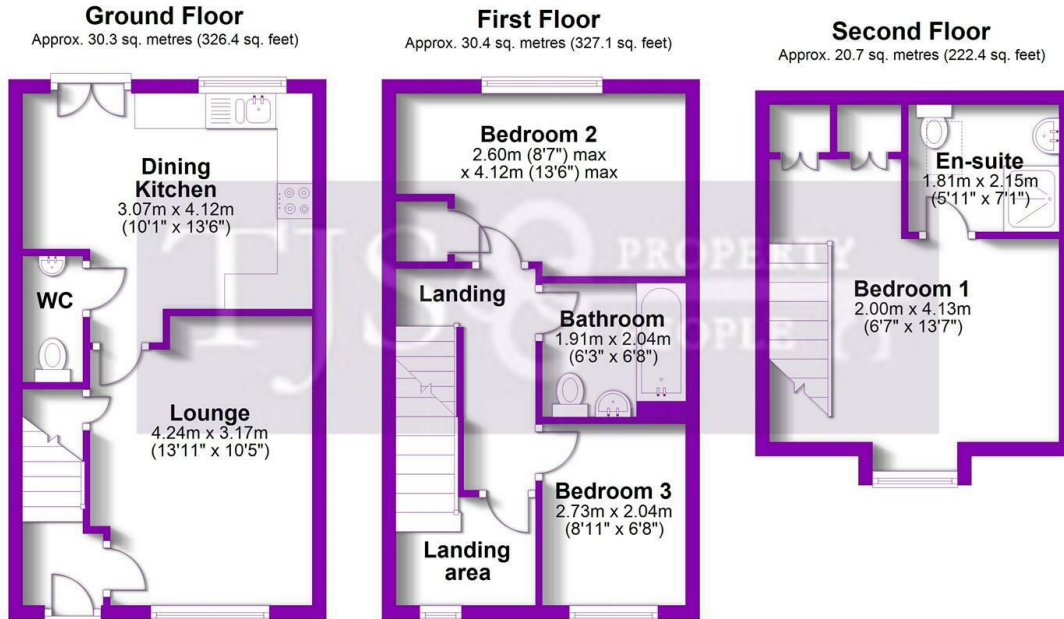 Ground Floor
Approx. 30.3 sq. metres (326.4 sq. feet)
Dining
Kitchen
3.07m x 4.12m
(10'1" x 13'6")
WC
Lounge
4.24m x 3.17m
(13'11" x 10'5")
First Floor
Approx. 30.4 sq. metres (327.1 sq. feet)
Bedroom 2
2.60m (8'7") max
x 4.12m (13'6") max
Landing
Bathroom
1.91m x 2.04m
(6'3" x 6'8")
Bedroom 3
2.73m x 2.04m
(8'11" x 6'8")
Landing
area
Second Floor
Approx. 20.7 sq. metres (222.4 sq. feet)
En-suite
1.81m x 2.15m
(5'11" x 7'1")
Bedroom 1
2.00m x 4.13m
(6'7" x 13'7")
TJS
PROPERTY
PEOPLE